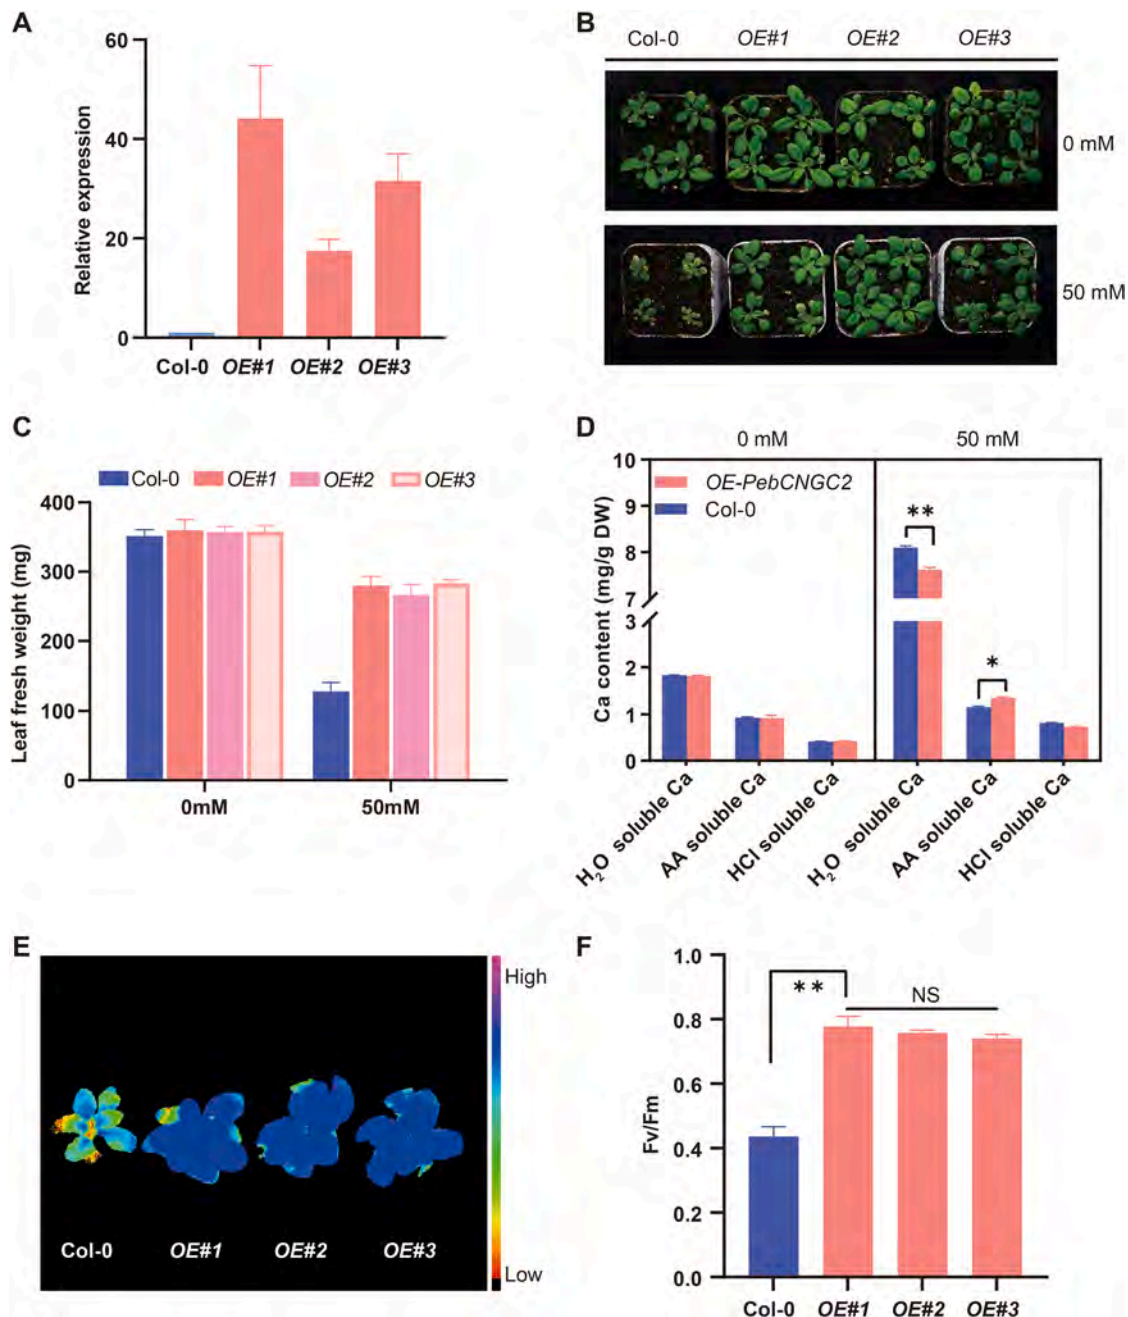 A
60
40
20
0
Relative expression
Col-0 OE#1 OE#2 OE#3
B
Col-0 OE#1 OE#2 OE#3
0 mM
50 mM
C
Col-0 OE#1 OE#2 OE#3
400
300
200
100
0
Leaf fresh weight (mg)
0mM 50mM
D
0 mM 50 mM
10
9
8
7
3
2
1
0
Ca content (mg/g DW)
OE-PebCNGC2
Col-0
**
*
H₂O soluble Ca
AA soluble Ca
HCl soluble Ca
H₂O soluble Ca
AA soluble Ca
HCl soluble Ca
E
High
Low
Col-0 OE#1 OE#2 OE#3
F
1.0
0.8
0.6
0.4
0.2
0.0
Fv/Fm
**
NS
Col-0 OE#1 OE#2 OE#3